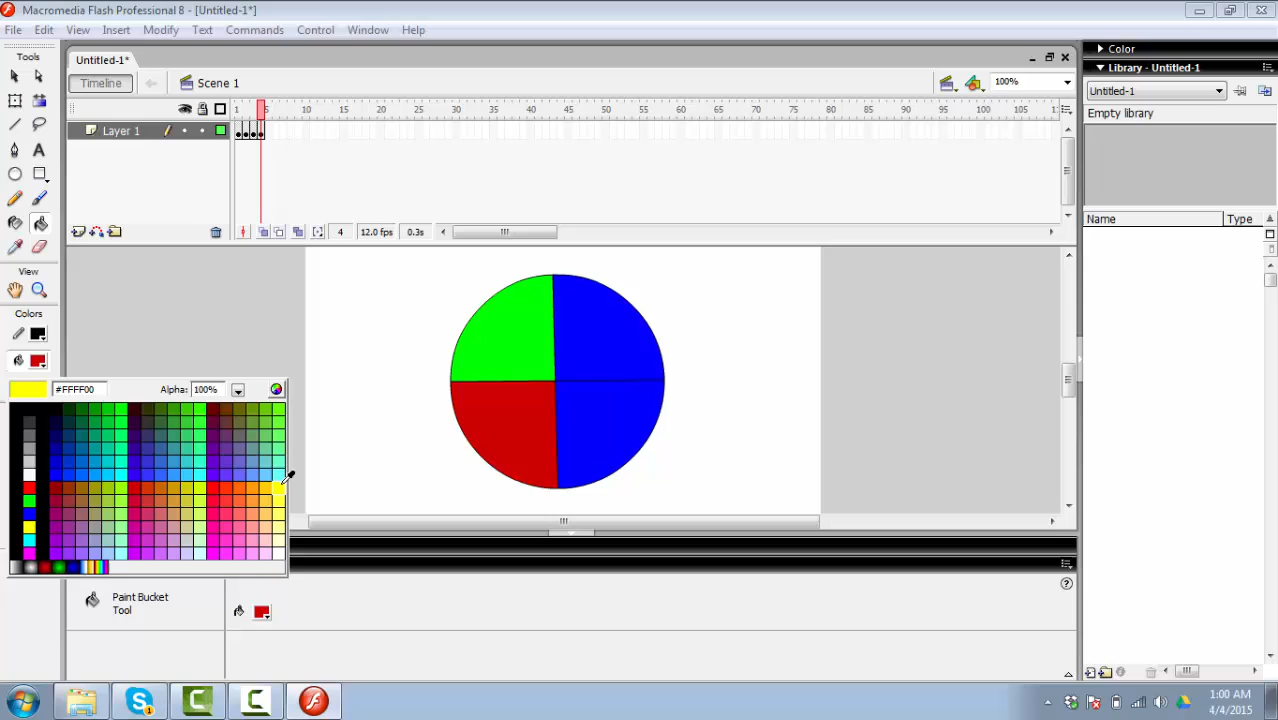 Macromedia Flash Professional 8 - [Untitled-1*]
File Edit View Insert Modify Text Commands Control Window Help
Tools
Untitled-1*
Color
Library - Untitled-1
Timeline
Scene 1
100%
Untitled-1
1 5 10 15 20 25 30 35 40 45 50 55 60 65 70 75 80 85 90 95 100 105
Empty library
Layer 1
Name Type
4 12.0 fps 0.3s
View
Colors
#FFFF00 Alpha: 100%
Paint Bucket
Tool
1:00 AM
4/4/2015